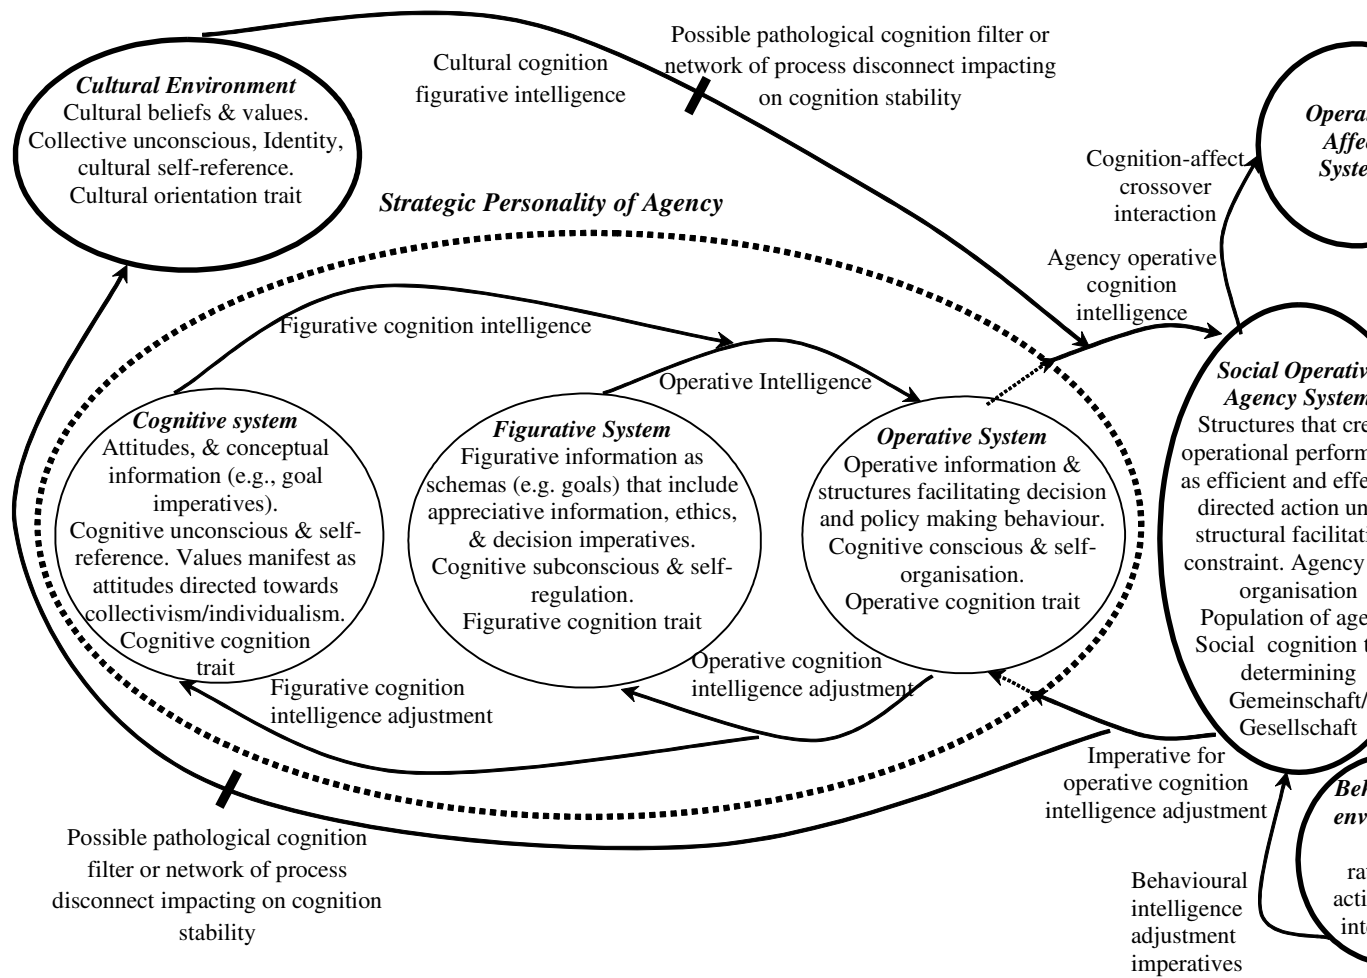 Possible pathological cognition filter or
network of process disconnect impacting
on cognition stability
Cultural cognition
figurative intelligence
Cultural Environment
Cultural beliefs & values.
Collective unconscious, Identity,
cultural self-reference.
Cultural orientation trait
Strategic Personality of Agency
Cognition-affect
crossover
interaction
Agency operative
cognition
intelligence
Figurative cognition intelligence
Operative Intelligence
Cognitive system
Attitudes, & conceptual
information (e.g., goal
imperatives).
Cognitive unconscious & self-
reference. Values manifest as
attitudes directed towards
collectivism/individualism.
Cognitive cognition
trait
Figurative System
Figurative information as
schemas (e.g. goals) that include
appreciative information, ethics,
& decision imperatives.
Cognitive subconscious & self-
regulation.
Figurative cognition trait
Operative System
Operative information &
structures facilitating decision
and policy making behaviour.
Cognitive conscious & self-
organisation.
Operative cognition trait
Social
Agency
Structures that
operational
as efficient and
directed action
structural
constraint. Agency
organisation
Population of
Social cognition
determining
Gemeinschaft/
Gesellschaft
Figurative cognition
intelligence adjustment
Operative cognition
intelligence adjustment
Imperative for
operative cognition
intelligence adjustment
Possible pathological cognition
filter or network of process
disconnect impacting on cognition
stability
Behavioural
intelligence
adjustment
imperatives